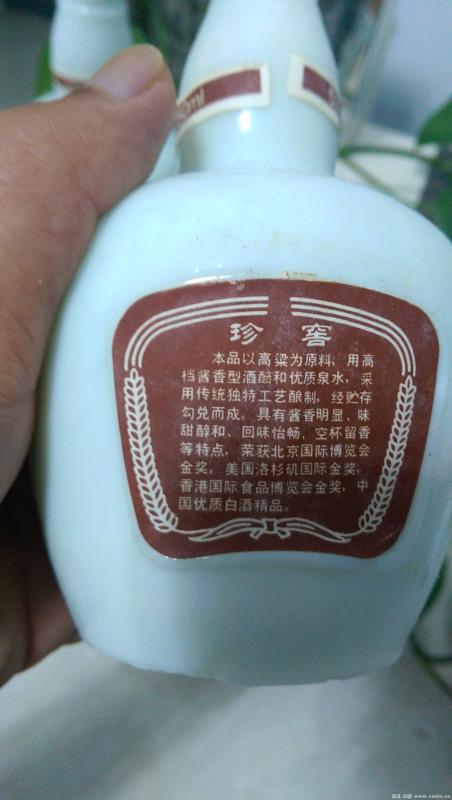 ml
5
珍 窖
本品以高粱为原料，用高
档酱香型酒醅和优质泉水，采
用传统独特工艺酿制，经贮存
勾兑而成。具有酱香明显、味
甜醇和、回味怡畅、空杯留香
等特点，荣获北京国际博览会
金奖，美国洛杉矶国际金奖，
香港国际食品博览会金奖，中
国优质白酒精品。